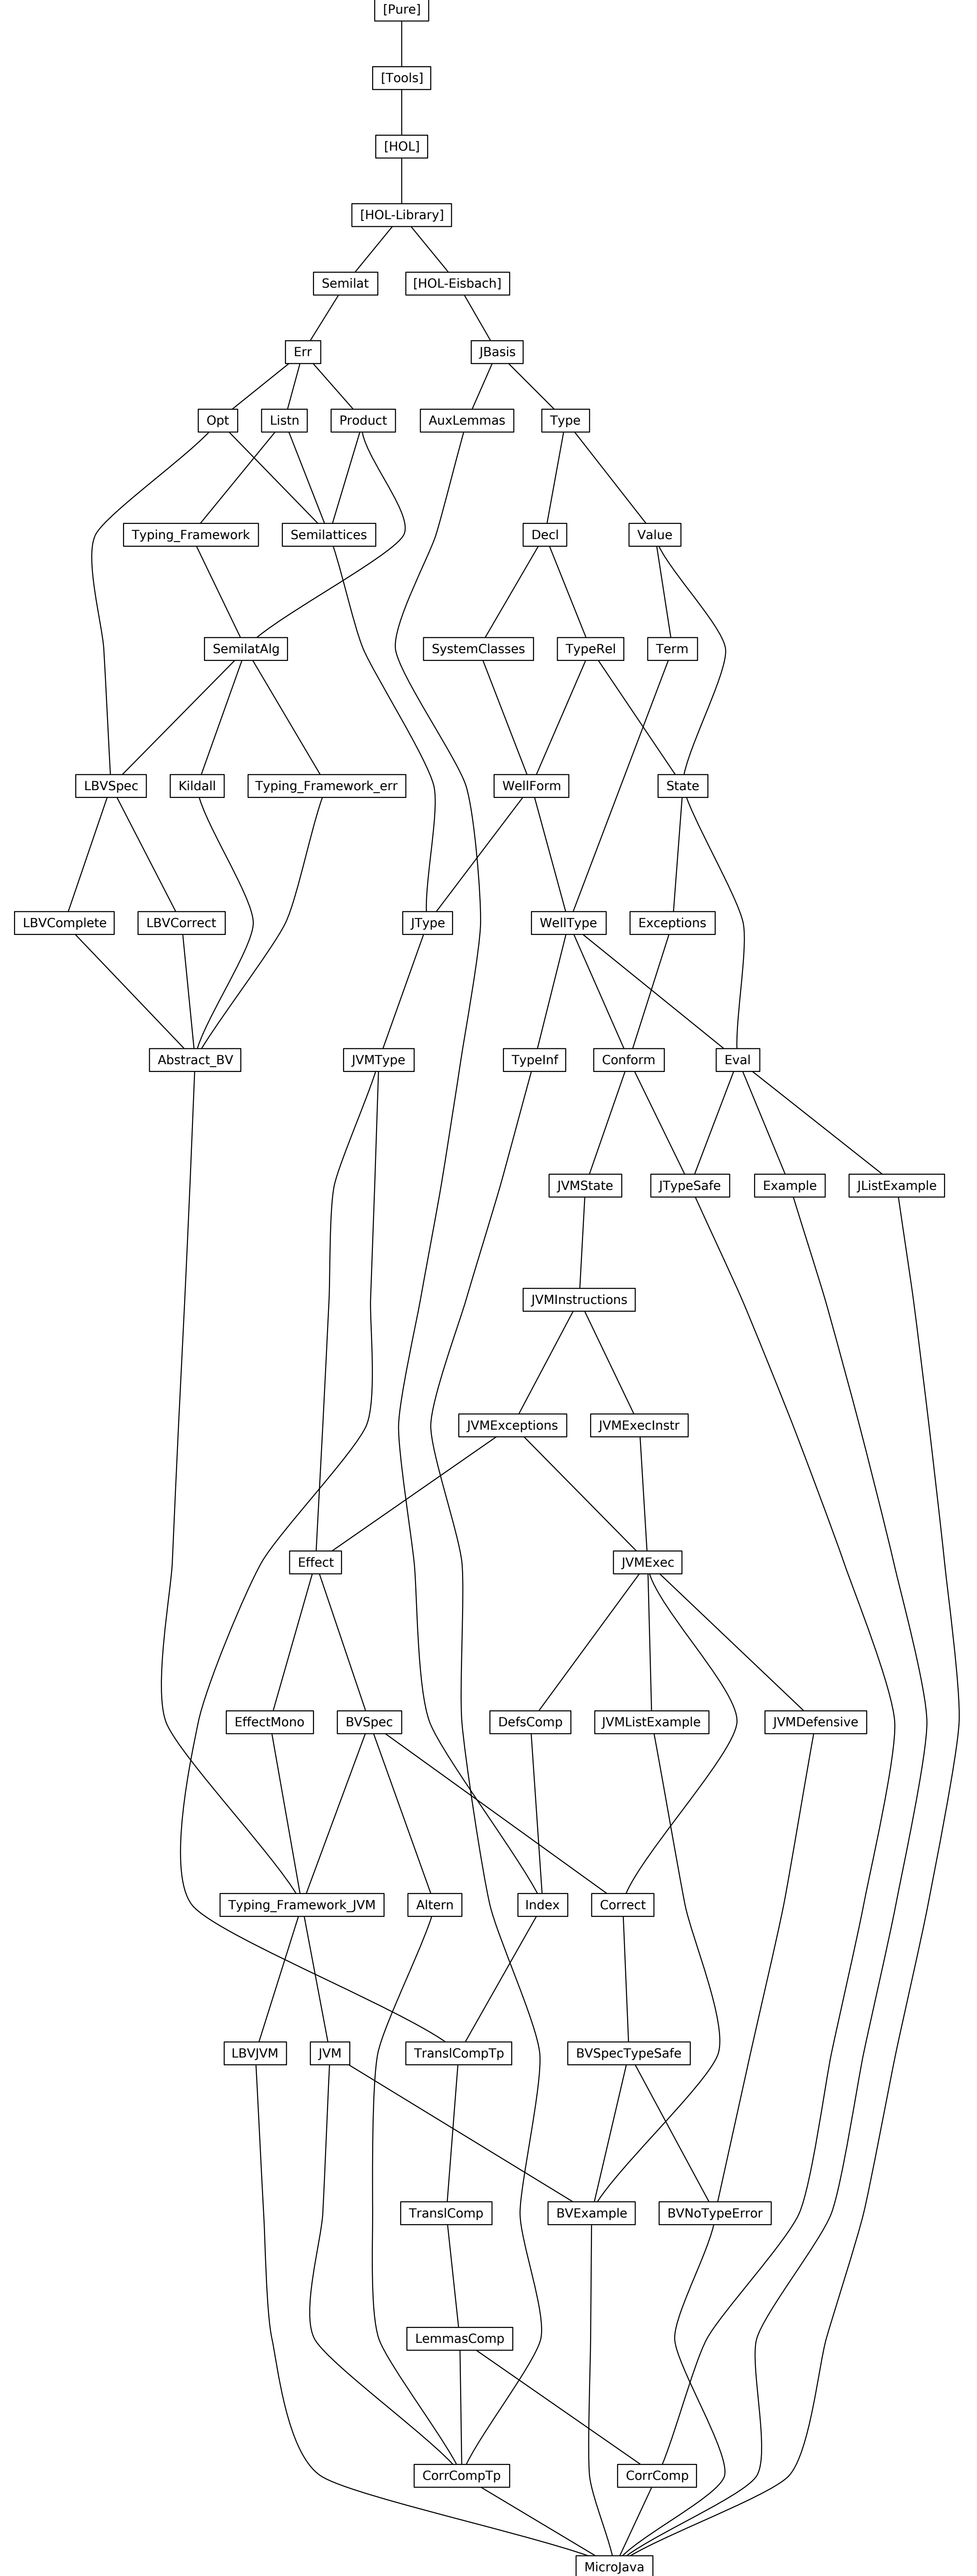 [Pure]
[Tools]
[HOL]
[HOL-Library]
Semilat [HOL-Eisbach]
Err JBasis
Opt Listn Product AuxLemmas Type
Typing_Framework Semilattices Decl Value
SemilatAlg SystemClasses TypeRel Term
LBVSpec Kildall Typing_Framework_err WellForm State
LBVComplete LBVCorrect JType WellType Exceptions
Abstract_BV JVMType TypeInf Conform Eval
JVMState JTypeSafe Example JListExample
JVMInstructions
JVMExceptions JVMExecInstr
Effect JVMExec
EffectMono BVSpec DefsComp JVMListExample JVMDefensive
Typing_Framework_JVM Altern Index Correct
LBVJVM JVM TranslCompTp BVSpecTypeSafe
TranslComp BVExample BVNoTypeError
LemmasComp
CorrCompTp CorrComp
MicroJava